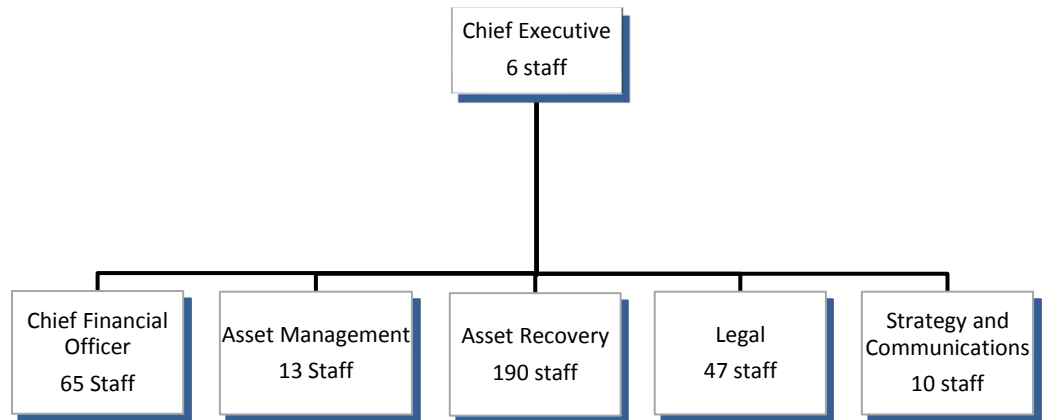 Chief Executive
6 staff
Chief Financial
Officer
65 Staff
Asset Management
13 Staff
Asset Recovery
190 staff
Legal
47 staff
Strategy and
Communications
10 staff